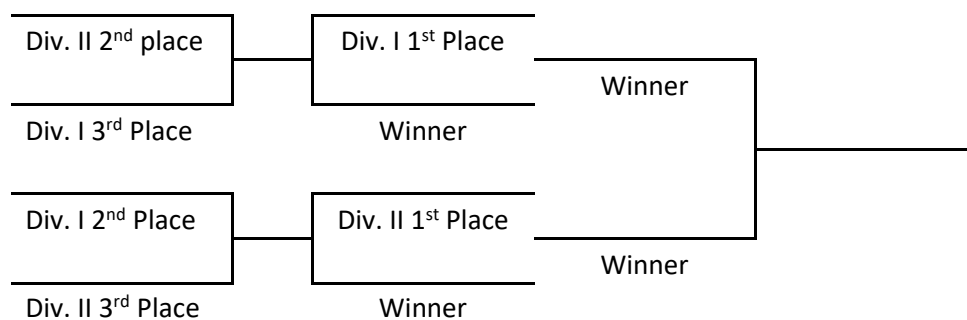 Div. II 2nd place
Div. I 1st Place
Winner
Div. I 3rd Place
Winner
Div. I 2nd Place
Div. II 1st Place
Winner
Div. II 3rd Place
Winner